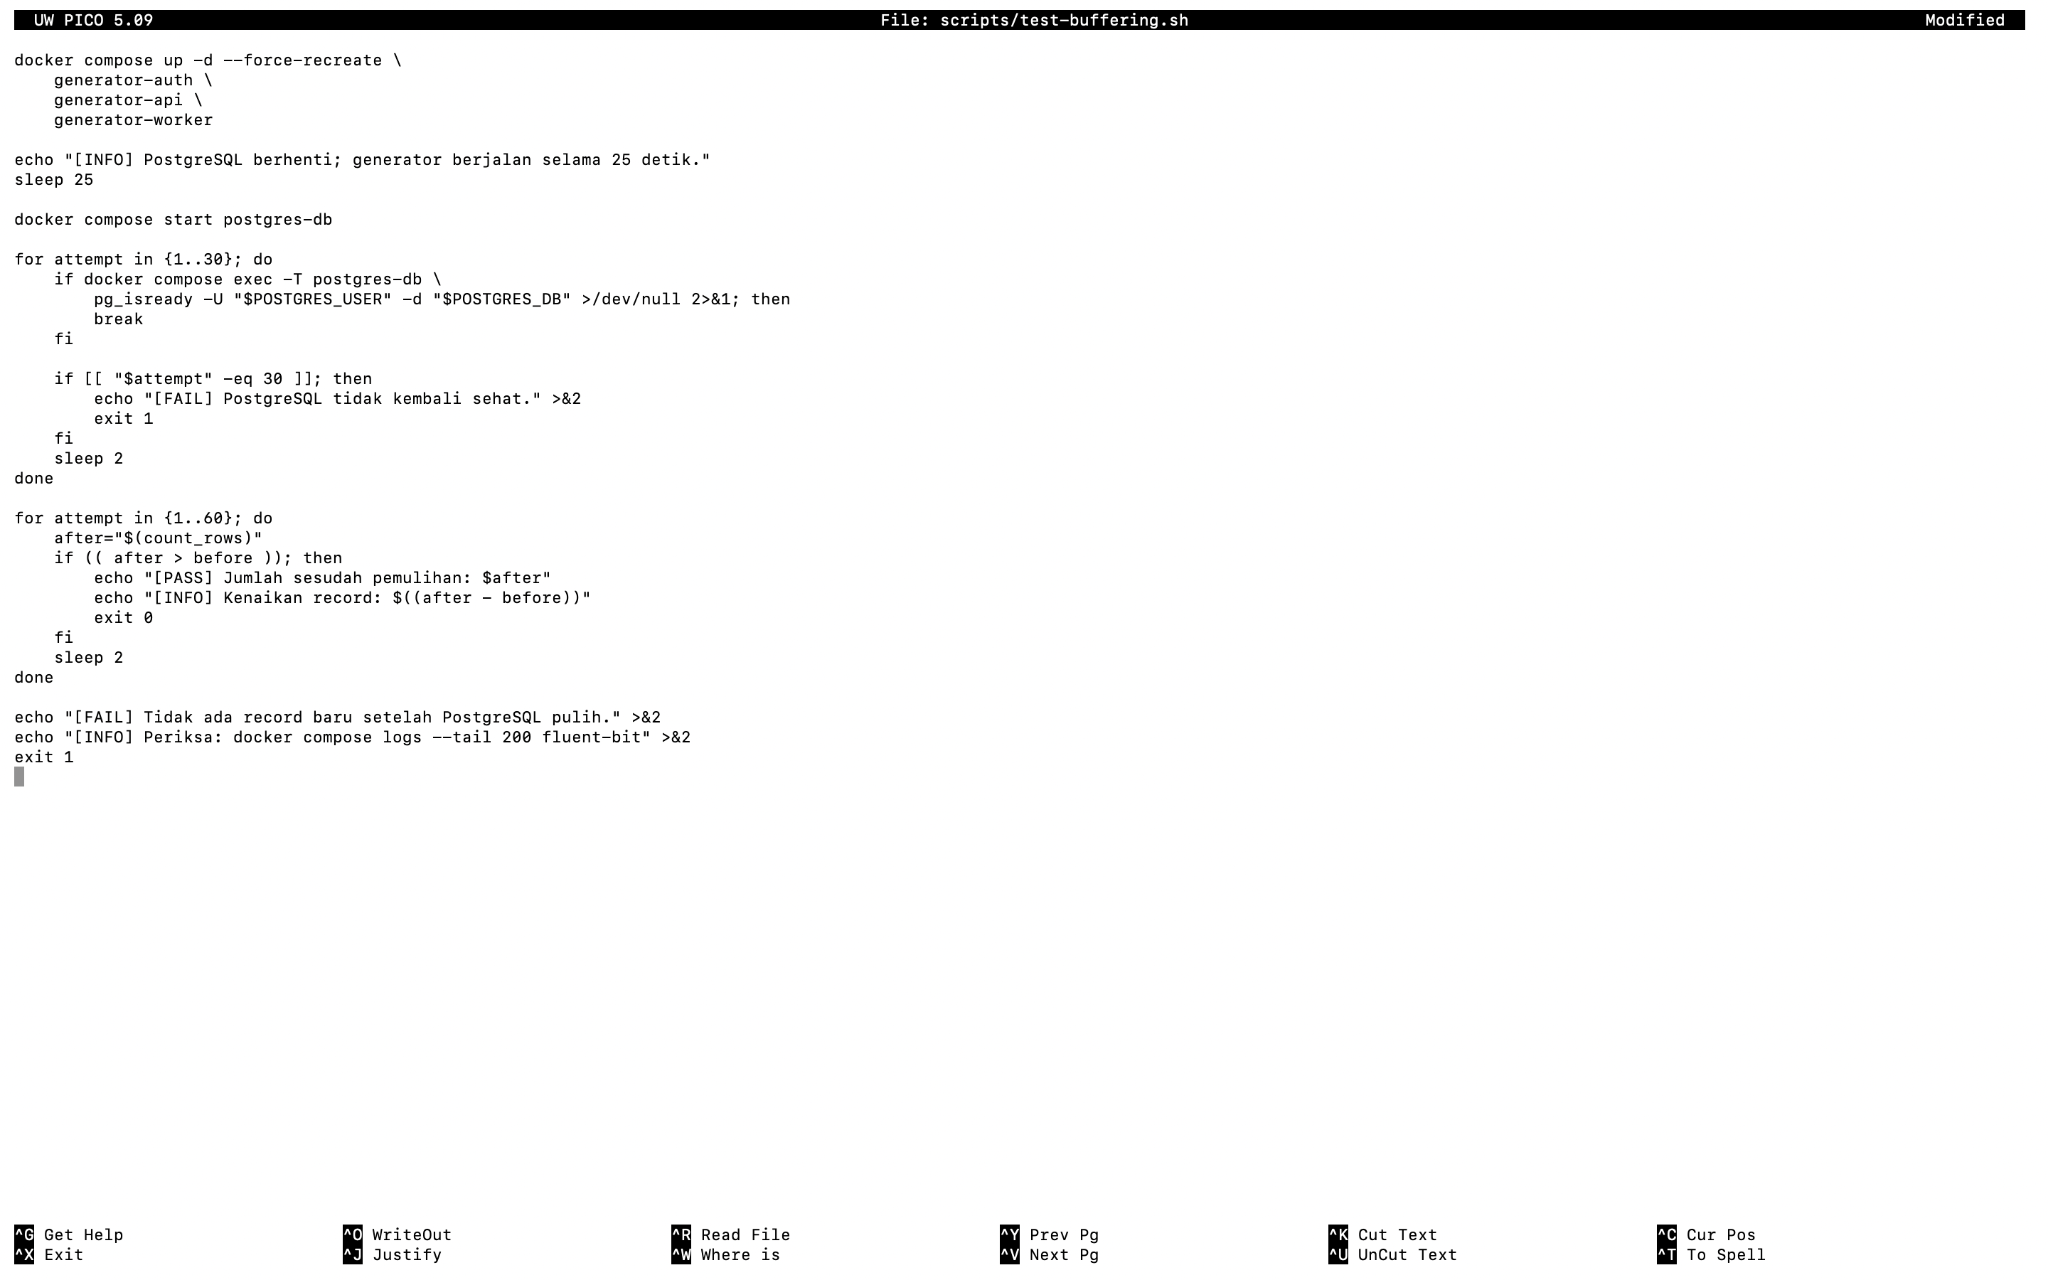 UW PICO 5.09 File: scripts/test-buffering.sh Modified
docker compose up -d --force-recreate \
    generator-auth \
    generator-api \
    generator-worker
echo "[INFO] PostgreSQL berhenti; generator berjalan selama 25 detik."
sleep 25
docker compose start postgres-db
for attempt in {1..30}; do
    if docker compose exec -T postgres-db \
        pg_isready -U "$POSTGRES_USER" -d "$POSTGRES_DB" >/dev/null 2>&1; then
        break
    fi
    if [[ "$attempt" -eq 30 ]]; then
        echo "[FAIL] PostgreSQL tidak kembali sehat." >&2
        exit 1
    fi
    sleep 2
done
for attempt in {1..60}; do
    after="$(count_rows)"
    if (( after > before )); then
        echo "[PASS] Jumlah sesudah pemulihan: $after"
        echo "[INFO] Kenaikan record: $((after - before))"
        exit 0
    fi
    sleep 2
done
echo "[FAIL] Tidak ada record baru setelah PostgreSQL pulih." >&2
echo "[INFO] Periksa: docker compose logs --tail 200 fluent-bit" >&2
exit 1
^G Get Help ^O WriteOut ^R Read File ^Y Prev Pg ^K Cut Text ^C Cur Pos
^X Exit ^J Justify ^W Where is ^V Next Pg ^U UnCut Text ^T To Spell